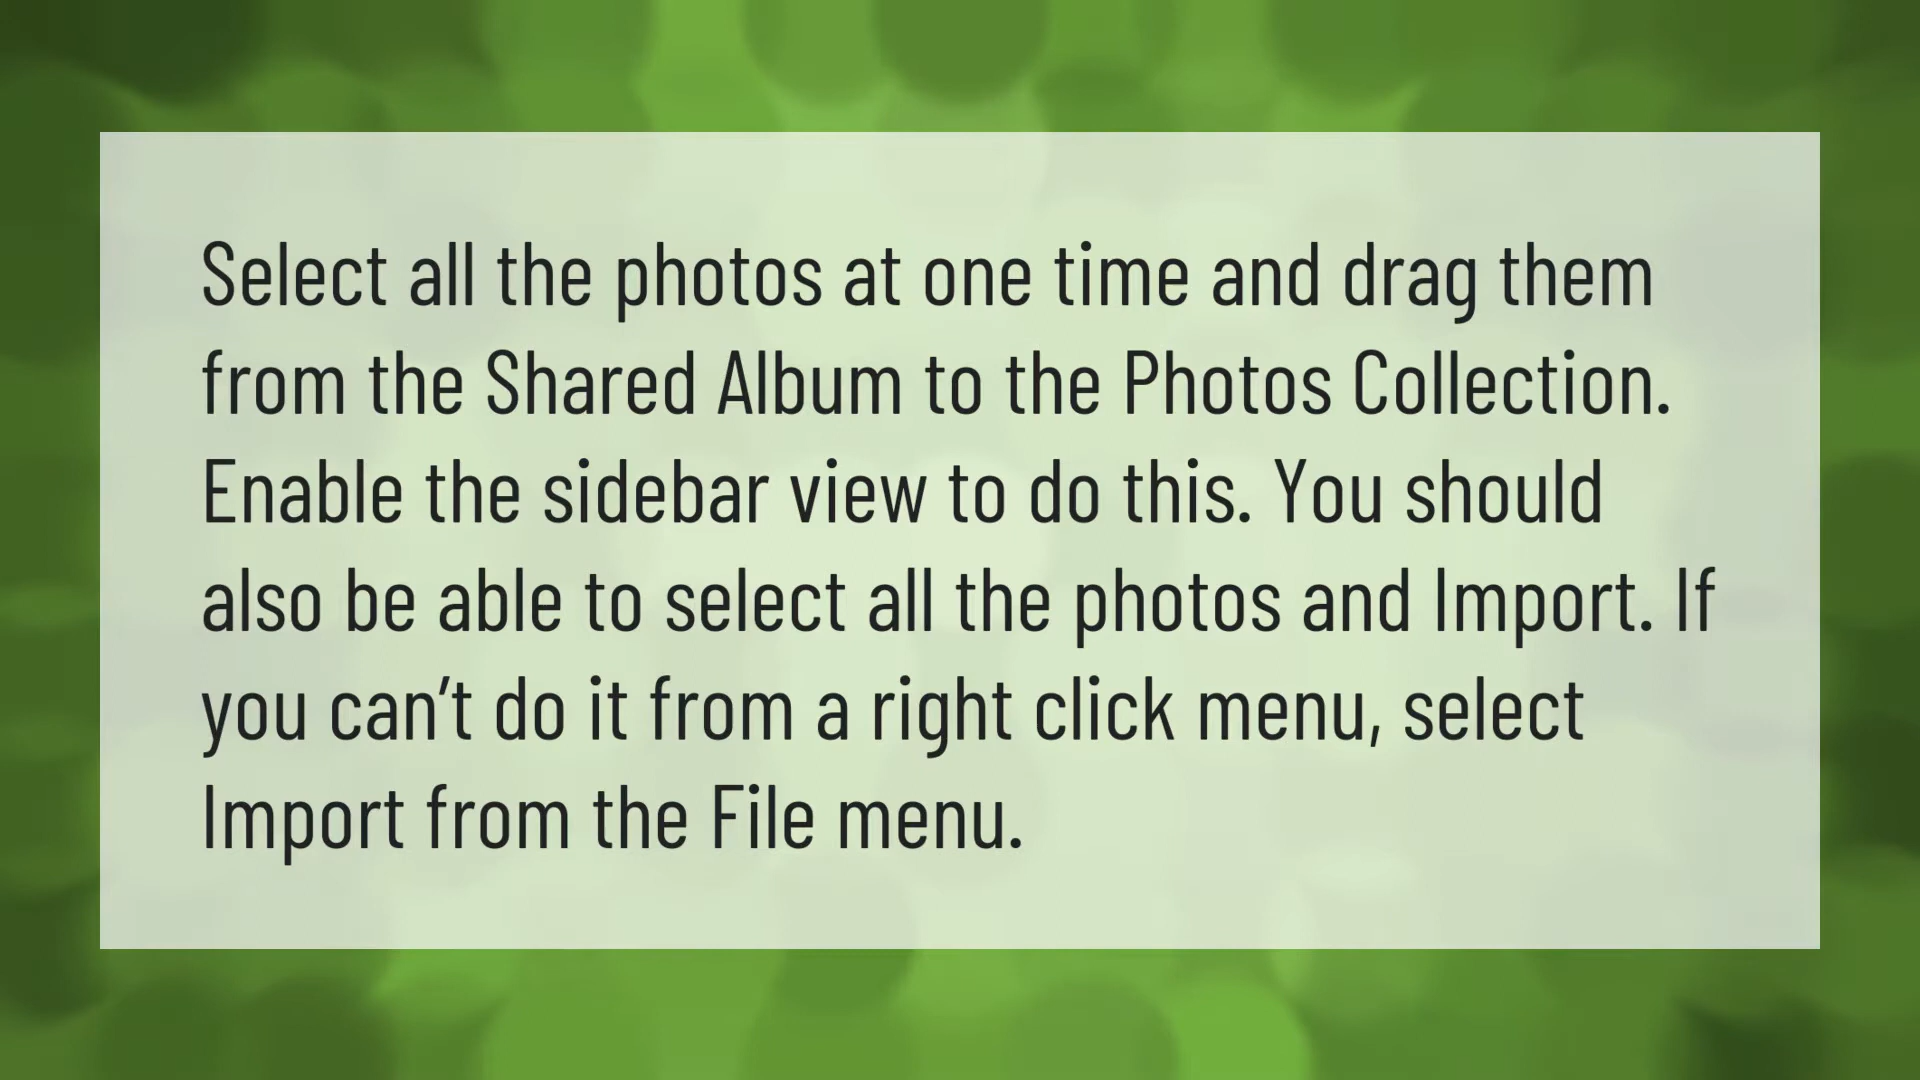 Select all the photos at one time and drag them
from the Shared Album to the Photos Collection.
Enable the sidebar view to do this. You should
also be able to select all the photos and Import. If
you can’t do it from a right click menu, select
Import from the File menu.